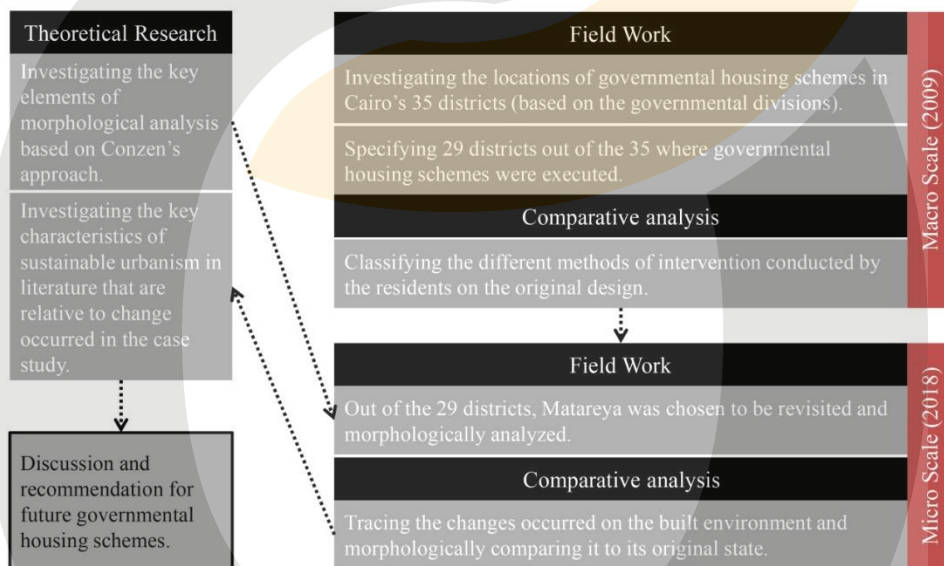 Theoretical Research
Investigating the key
elements of
morphological analysis
based on Conzen's
approach.
Investigating the key
characteristics of
sustainable urbanism in
literature that are
relative to change
occurred in the case
study.
Discussion and
recommendation for
future governmental
housing schemes.
Field Work
Investigating the locations of governmental housing schemes in
Cairo's 35 districts (based on the governmental divisions).
Specifying 29 districts out of the 35 where governmental
housing schemes were executed.
Comparative analysis
Classifying the different methods of intervention conducted by
the residents on the original design.
Macro Scale (2009)
Field Work
Out of the 29 districts, Matareya was chosen to be revisited and
morphologically analyzed.
Comparative analysis
Tracing the changes occurred on the built environment and
morphologically comparing it to its original state.
Micro Scale (2018)